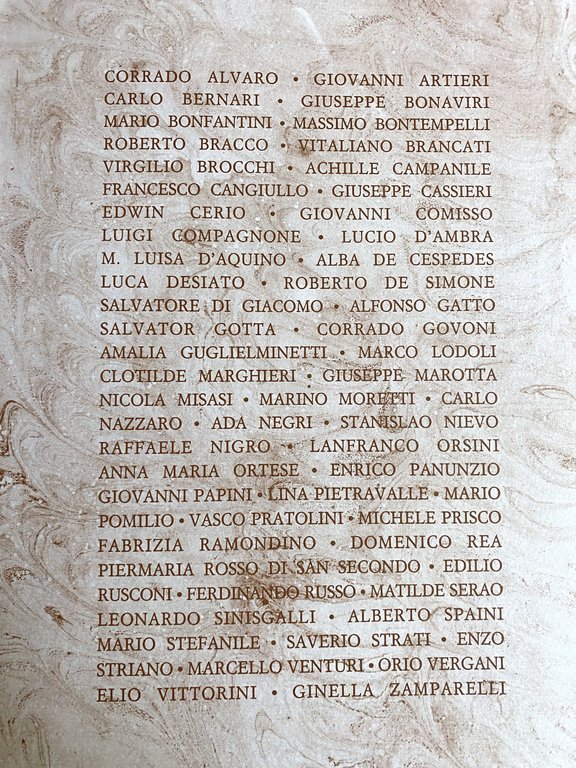 CORRADO ALVARO • GIOVANNI ARTIERI
CARLO BERNARI • GIUSEPPE BONAVIRI
MARIO BONFANTINI • MASSIMO BONTEMPELLI
ROBERTO BRACCO • VITALIANO BRANCATI
VIRGILIO BROCCHI • ACHILLE CAMPANILE
FRANCESCO CANGIULLO • GIUSEPPE CASSIERI
EDWIN CERIO • GIOVANNI COMISSO
LUIGI COMPAGNONE • LUCIO D'AMBRA
M. LUISA D'AQUINO • ALBA DE CESPEDES
LUCA DESIATO • ROBERTO DE SIMONE
SALVATORE DI GIACOMO • ALFONSO GATTO
SALVATOR GOTTA • CORRADO GOVONI
AMALIA GUGLIELMINETTI • MARCO LODOLI
CLOTILDE MARGHIERI • GIUSEPPE MAROTTA
NICOLA MISASI • MARINO MORETTI • CARLO
NAZZARO • ADA NEGRI • STANISLAO NIEVO
RAFFAELE NIGRO • LANFRANCO ORSINI
ANNA MARIA ORTESE • ENRICO PANUNZIO
GIOVANNI PAPINI • LINA PIETRAVALLE • MARIO
POMILIO • VASCO PRATOLINI • MICHELE PRISCO
FABRIZIA RAMONDINO • DOMENICO REA
PIERMARIA ROSSO DI SAN SECONDO • EDILIO
RUSCONI • FERDINANDO RUSSO • MATILDE SERAO
LEONARDO SINISGALLI • ALBERTO SPAINI
MARIO STEFANILE • SAVERIO STRATI • ENZO
STRIANO • MARCELLO VENTURI • ORIO VERGANI
ELIO VITTORINI • GINELLA ZAMPARELLI